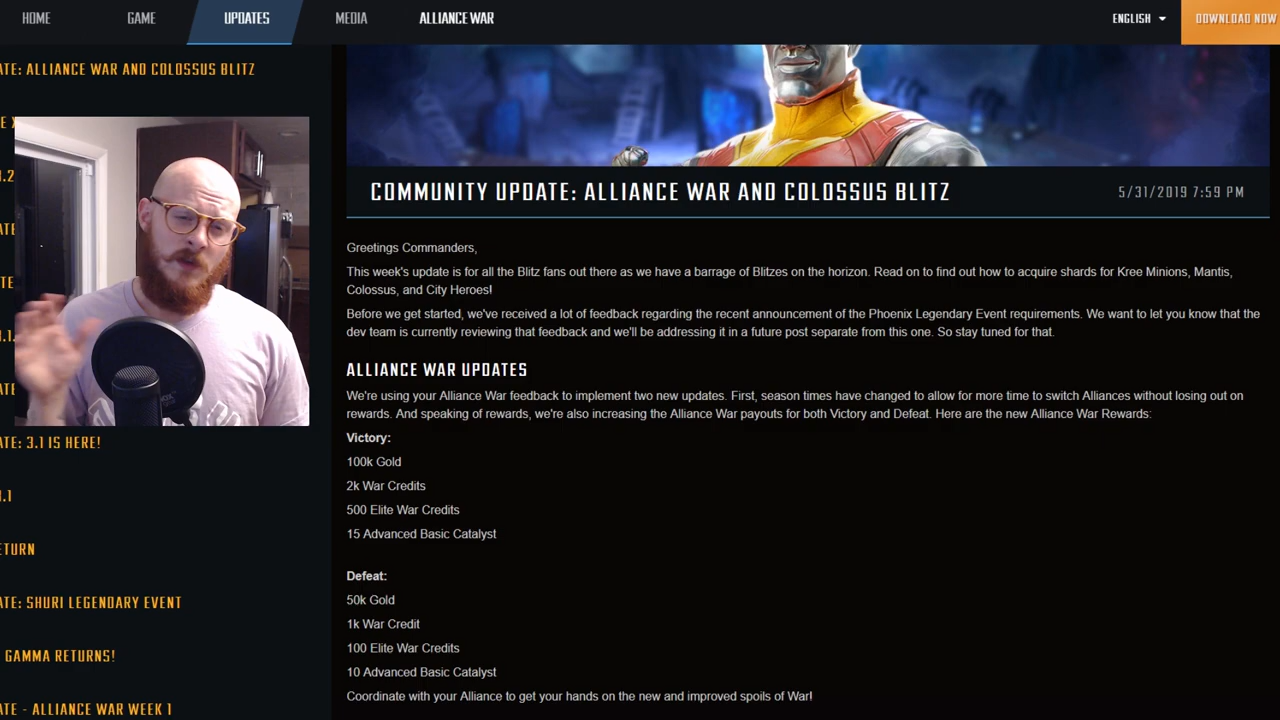 HOME
GAME
UPDATES
MEDIA
ALLIANCE WAR
ENGLISH
DOWNLOAD NOW
ATE: ALLIANCE WAR AND COLOSSUS BLITZ
ATE: 3.1 IS HERE!
ETURN
ATE: SHURI LEGENDARY EVENT
GAMMA RETURNS!
ATE - ALLIANCE WAR WEEK 1
COMMUNITY UPDATE: ALLIANCE WAR AND COLOSSUS BLITZ
5/31/2019 7:59 PM
Greetings Commanders,
This week's update is for all the Blitz fans out there as we have a barrage of Blitzes on the horizon. Read on to find out how to acquire shards for Kree Minions, Mantis,
Colossus, and City Heroes!
Before we get started, we've received a lot of feedback regarding the recent announcement of the Phoenix Legendary Event requirements. We want to let you know that the
dev team is currently reviewing that feedback and we'll be addressing it in a future post separate from this one. So stay tuned for that.
ALLIANCE WAR UPDATES
We're using your Alliance War feedback to implement two new updates. First, season times have changed to allow for more time to switch Alliances without losing out on
rewards. And speaking of rewards, we're also increasing the Alliance War payouts for both Victory and Defeat. Here are the new Alliance War Rewards:
Victory:
100k Gold
2k War Credits
500 Elite War Credits
15 Advanced Basic Catalyst
Defeat:
50k Gold
1k War Credit
100 Elite War Credits
10 Advanced Basic Catalyst
Coordinate with your Alliance to get your hands on the new and improved spoils of War!